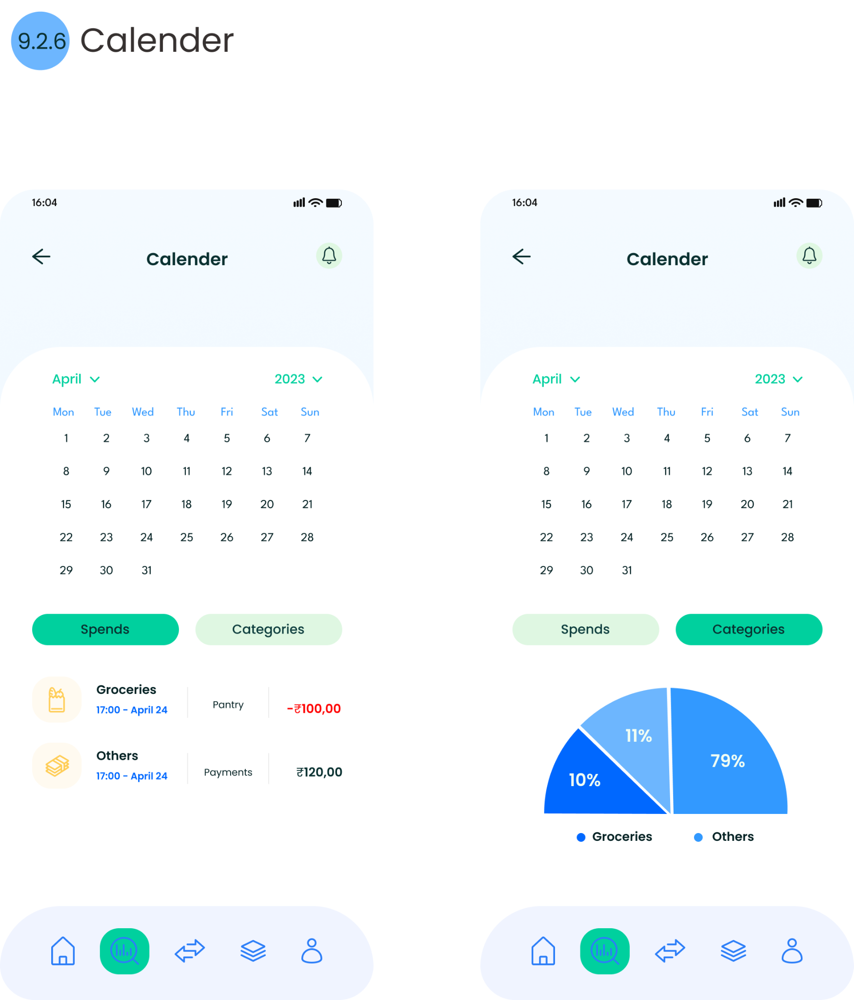 9.2.6 Calender
16:04
Calender
April 2023
Mon Tue Wed Thu Fri Sat Sun
1 2 3 4 5 6 7
8 9 10 11 12 13 14
15 16 17 18 19 20 21
22 23 24 25 26 27 28
29 30 31
Spends Categories
Groceries
17:00 - April 24
Pantry
-₹100,00
Others
17:00 - April 24
Payments
₹120,00
16:04
Calender
April 2023
Mon Tue Wed Thu Fri Sat Sun
1 2 3 4 5 6 7
8 9 10 11 12 13 14
15 16 17 18 19 20 21
22 23 24 25 26 27 28
29 30 31
Spends Categories
11%
79%
10%
Groceries Others